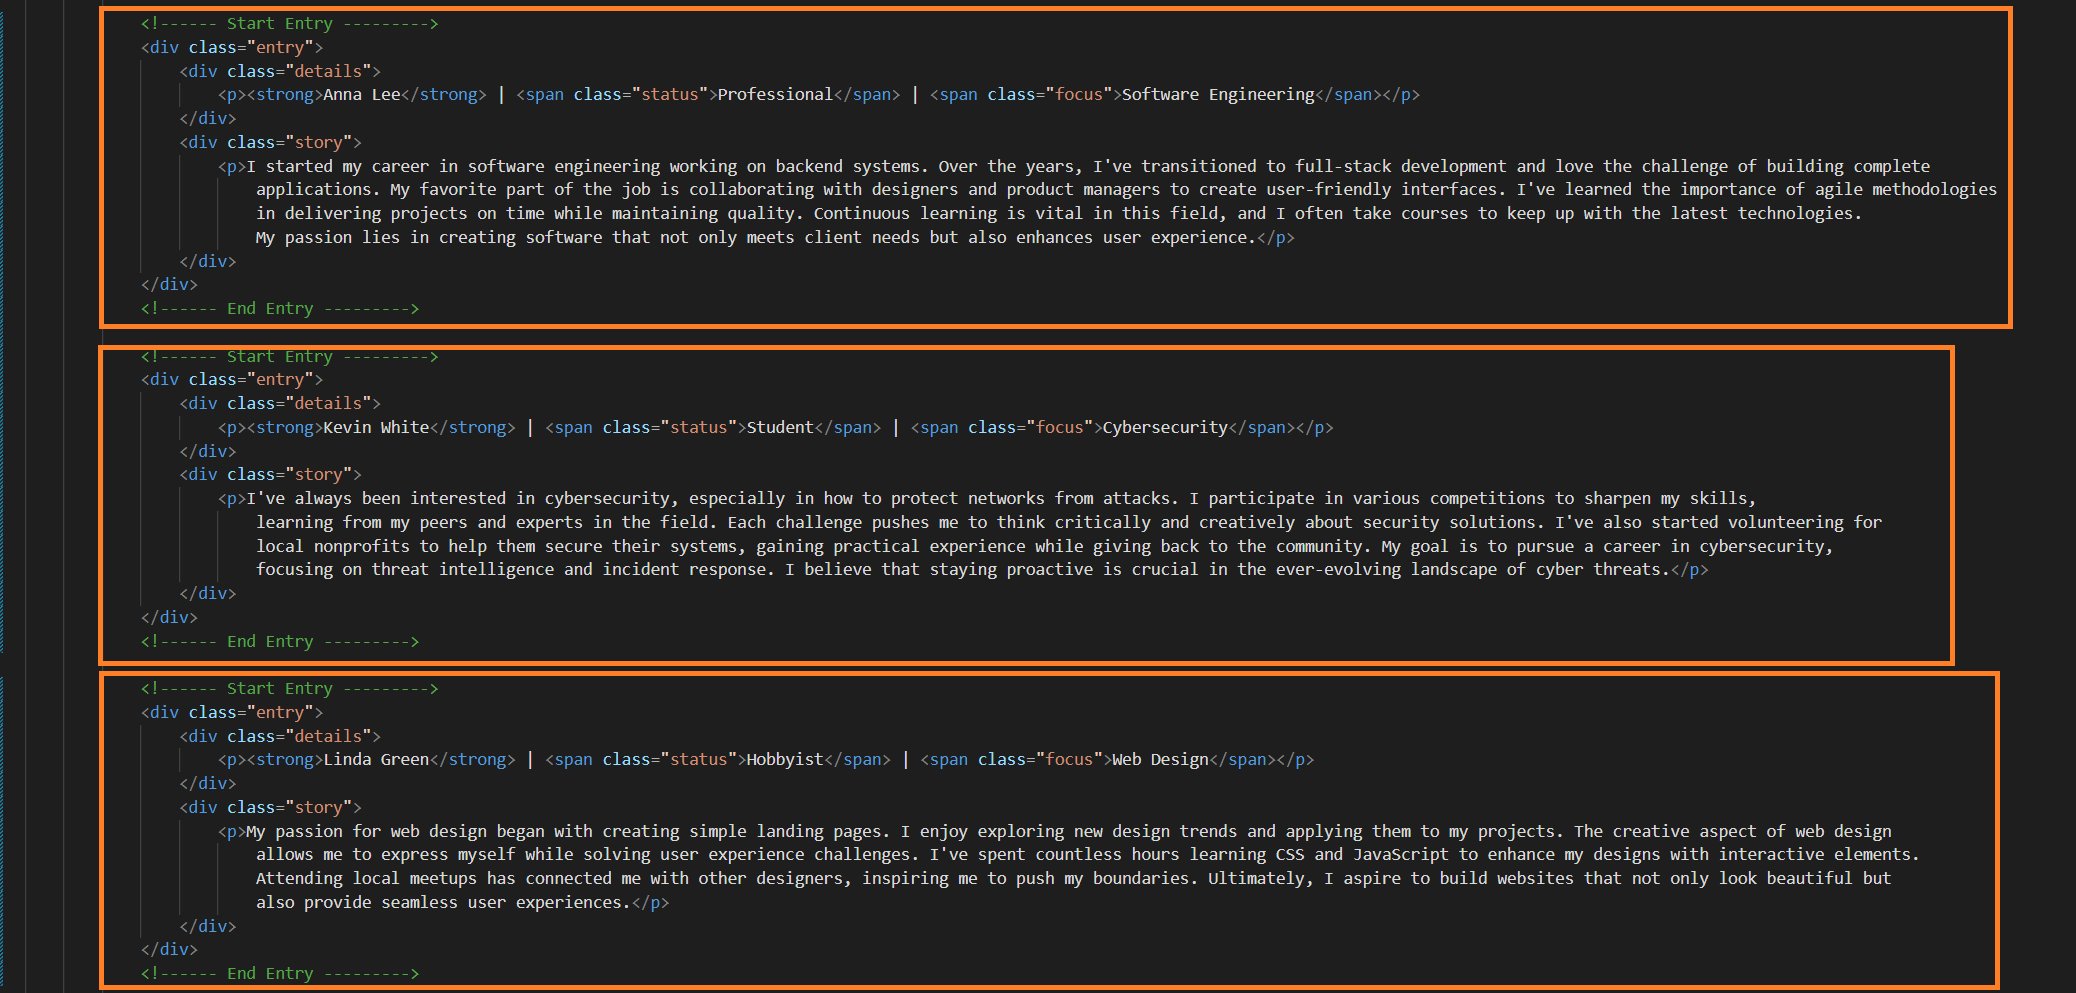 <!------ Start Entry --------->
<div class="entry">
<div class="details">
<p><strong>Anna Lee</strong> | <span class="status">Professional</span> | <span class="focus">Software Engineering</span></p>
</div>
<div class="story">
<p>I started my career in software engineering working on backend systems. Over the years, I've transitioned to full-stack development and love the challenge of building complete
applications. My favorite part of the job is collaborating with designers and product managers to create user-friendly interfaces. I've learned the importance of agile methodologies
in delivering projects on time while maintaining quality. Continuous learning is vital in this field, and I often take courses to keep up with the latest technologies.
My passion lies in creating software that not only meets client needs but also enhances user experience.</p>
</div>
</div>
<!------ End Entry --------->
<!------ Start Entry --------->
<div class="entry">
<div class="details">
<p><strong>Kevin White</strong> | <span class="status">Student</span> | <span class="focus">Cybersecurity</span></p>
</div>
<div class="story">
<p>I've always been interested in cybersecurity, especially in how to protect networks from attacks. I participate in various competitions to sharpen my skills,
learning from my peers and experts in the field. Each challenge pushes me to think critically and creatively about security solutions. I've also started volunteering for
local nonprofits to help them secure their systems, gaining practical experience while giving back to the community. My goal is to pursue a career in cybersecurity,
focusing on threat intelligence and incident response. I believe that staying proactive is crucial in the ever-evolving landscape of cyber threats.</p>
</div>
</div>
<!------ End Entry --------->
<!------ Start Entry --------->
<div class="entry">
<div class="details">
<p><strong>Linda Green</strong> | <span class="status">Hobbyist</span> | <span class="focus">Web Design</span></p>
</div>
<div class="story">
<p>My passion for web design began with creating simple landing pages. I enjoy exploring new design trends and applying them to my projects. The creative aspect of web design
allows me to express myself while solving user experience challenges. I've spent countless hours learning CSS and JavaScript to enhance my designs with interactive elements.
Attending local meetups has connected me with other designers, inspiring me to push my boundaries. Ultimately, I aspire to build websites that not only look beautiful but
also provide seamless user experiences.</p>
</div>
</div>
<!------ End Entry --------->